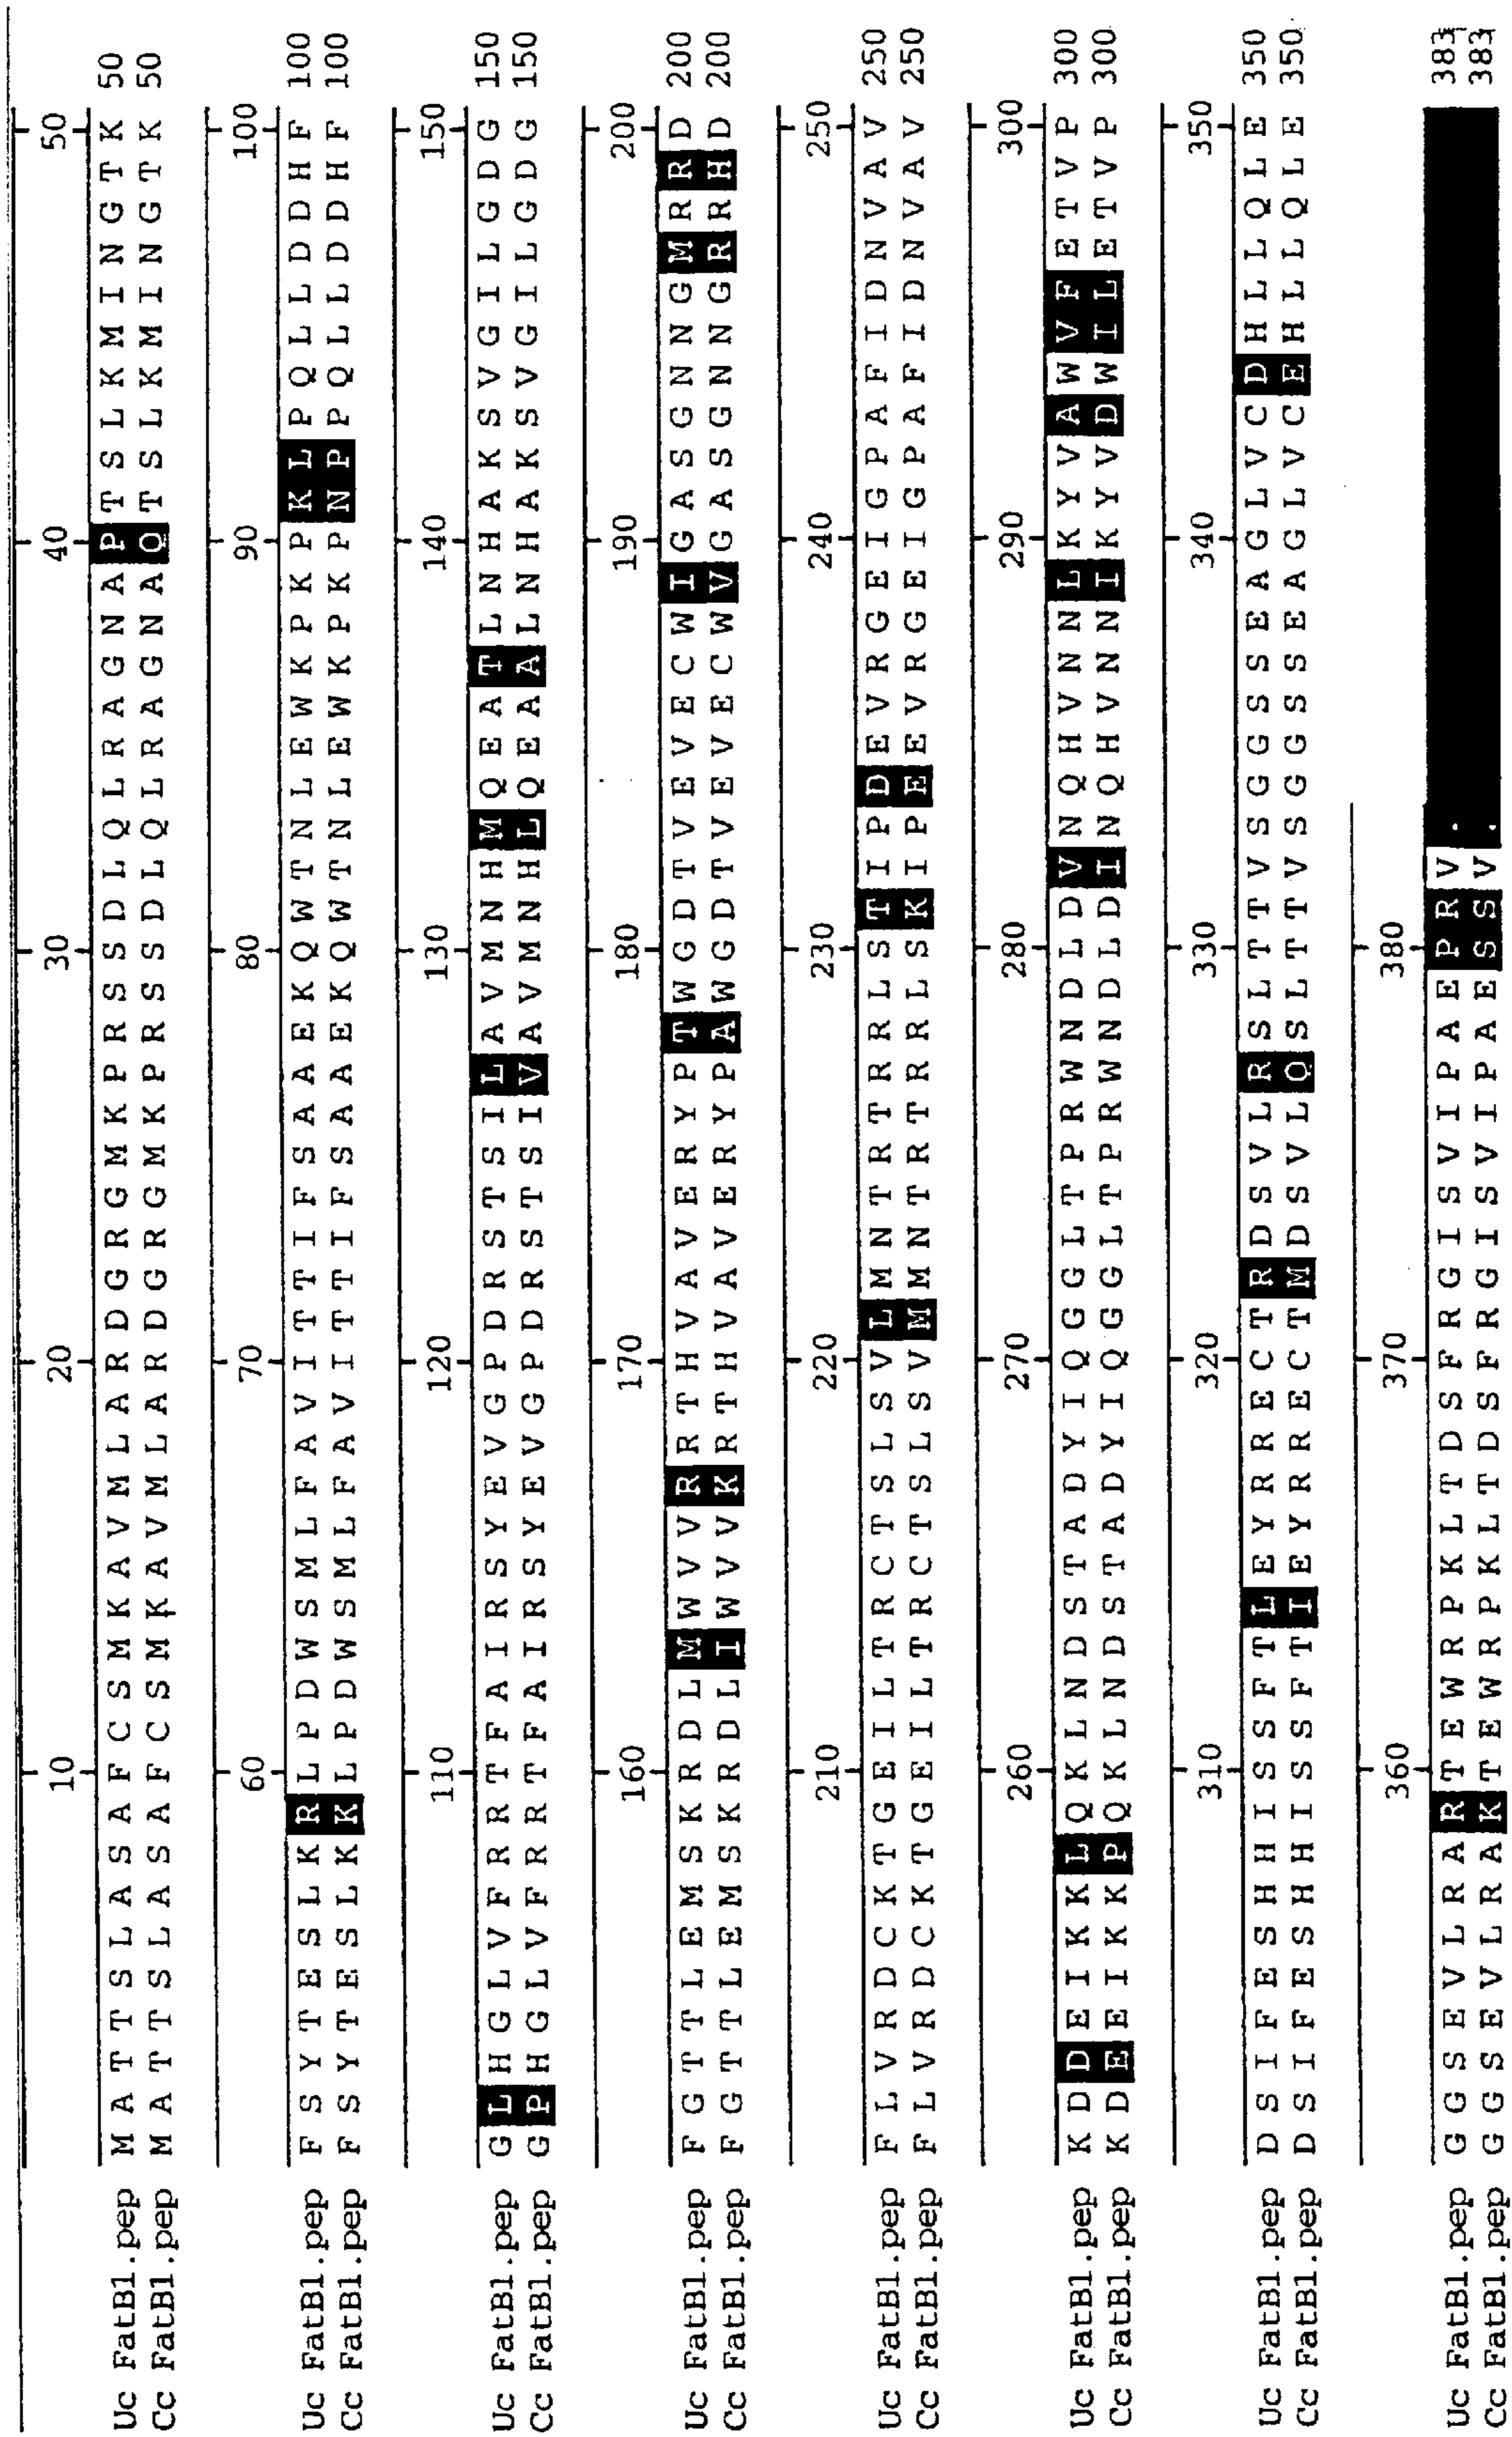 10 20 30 40 50
Uc FatB1.pep M A T T S L A S A F C S M K A V M L A R D G R G M K P R S S D L Q L R A G N A P T S L K M I N G T K 50
Cc FatB1.pep M A T T S L A S A F C S M K A V M L A R D G R G M K P R S S D L Q L R A G N A Q T S L K M I N G T K 50
60 70 80 90 100
Uc FatB1.pep F S Y T E S L K R L P D W S M L F A V I T T I F S A A E K Q W T N L E W K P K P K L P Q L L D D H F 100
Cc FatB1.pep F S Y T E S L K K L P D W S M L F A V I T T I F S A A E K Q W T N L E W K P K P N P P Q L L D D H F 100
110 120 130 140 150
Uc FatB1.pep G L H G L V F R R T F A I R S Y E V G P D R S T S I L A V M N H M Q E A T L N H A K S V G I L G D G 150
Cc FatB1.pep G P H G L V F R R T F A I R S Y E V G P D R S T S I V A V M N H L Q E A A L N H A K S V G I L G D G 150
160 170 180 190 200
Uc FatB1.pep F G T T L E M S K R D L M W V V R R T H V A V E R Y P T W G D T V E V E C W I G A S G N N G M R R D 200
Cc FatB1.pep F G T T L E M S K R D L I W V V K R T H V A V E R Y P A W G D T V E V E C W V G A S G N N G R R H D 200
210 220 230 240 250
Uc FatB1.pep F L V R D C K T G E I L T R C T S L S V L M N T R T R R L S T I P D E V R G E I G P A F I D N V A V 250
Cc FatB1.pep F L V R D C K T G E I L T R C T S L S V M M N T R T R R L S K I P E E V R G E I G P A F I D N V A V 250
260 270 280 290 300
Uc FatB1.pep K D D E I K K L Q K L N D S T A D Y I Q G G L T P R W N D L D V N Q H V N N L K Y V A W V F E T V P 300
Cc FatB1.pep K D E E I K K P Q K L N D S T A D Y I Q G G L T P R W N D L D I N Q H V N N I K Y V D W I L E T V P 300
310 320 330 340 350
Uc FatB1.pep D S I F E S H H I S S F T L E Y R R E C T R D S V L R S L T T V S G G S S E A G L V C D H L L Q L E 350
Cc FatB1.pep D S I F E S H H I S S F T I E Y R R E C T M D S V L Q S L T T V S G G S S E A G L V C E H L L Q L E 350
360 370 380
Uc FatB1.pep G G S E V L R A R T E W R P K L T D S F R G I S V I P A E P R V . 383
Cc FatB1.pep G G S E V L R A K T E W R P K L T D S F R G I S V I P A E S S V . 383